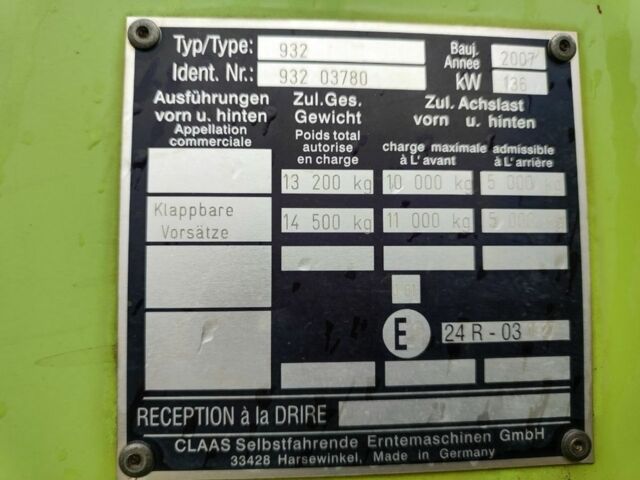 Typ/Type: 932 Bauj. Annee 2007
Ident. Nr.: 932 03780 kW 136
Ausführungen vorn u. hinten
Appellation commerciale
Zul.Ges. Gewicht
Poids total autorise en charge
Zul. Achslast vorn u. hinten
charge maximale admissible
à L'avant à L'arrière
13 200 kg 10 000 kg 5 000 kg
Klappbare Vorsätze 14 500 kg 11 000 kg 5 000 kg
E 24 R - 03
RECEPTION à la DRIRE
CLAAS Selbstfahrende Erntemaschinen GmbH
33428 Harsewinkel, Made in Germany